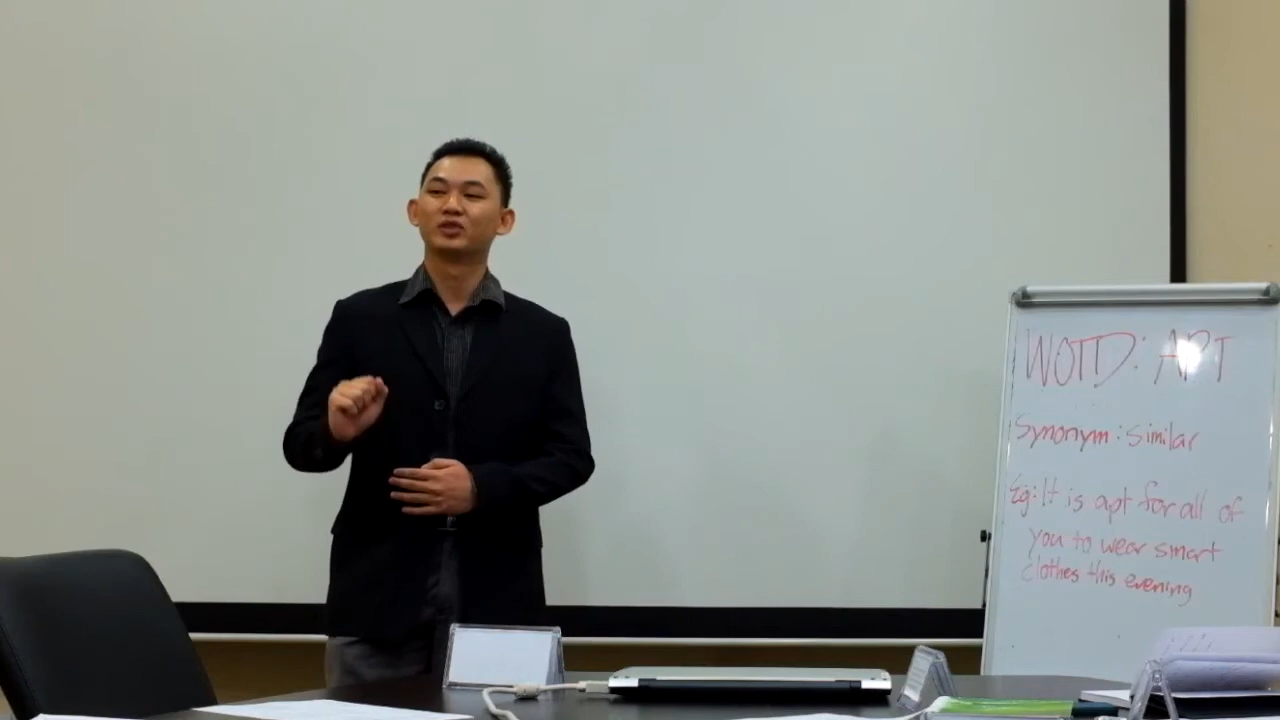 WOTD: APT
Synonym: Similar
Eg: It is apt for all of
you to wear smart
clothes this evening